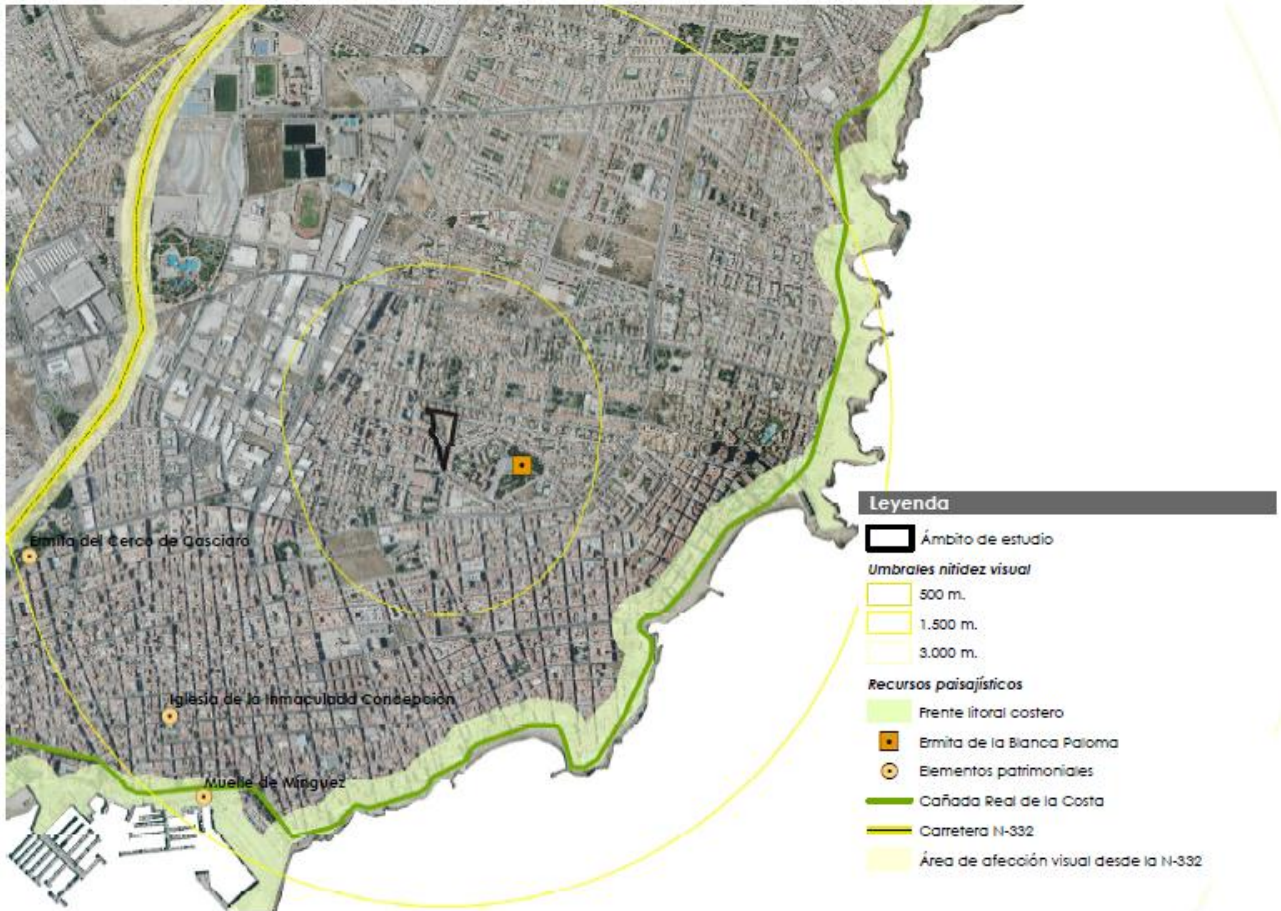 Ermita del Cerco de Casciaro
Iglesia de la Inmaculada Concepción
Muelle de Mínguez
Leyenda
Ámbito de estudio
Umbrales nitidez visual
500 m.
1.500 m.
3.000 m.
Recursos paisajísticos
Frente litoral costero
Ermita de la Blanca Paloma
Elementos patrimoniales
Cañada Real de la Costa
Carretera N-332
Área de afección visual desde la N-332